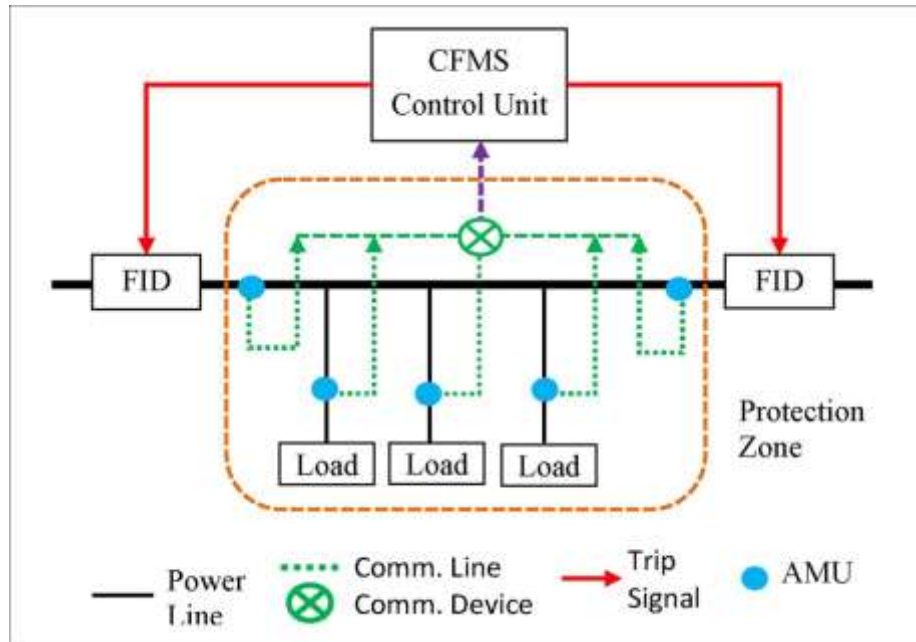 CFMS
Control Unit
FID
FID
Load
Load
Load
Protection
Zone
Power
Line
Comm. Line
Comm. Device
Trip
Signal
AMU